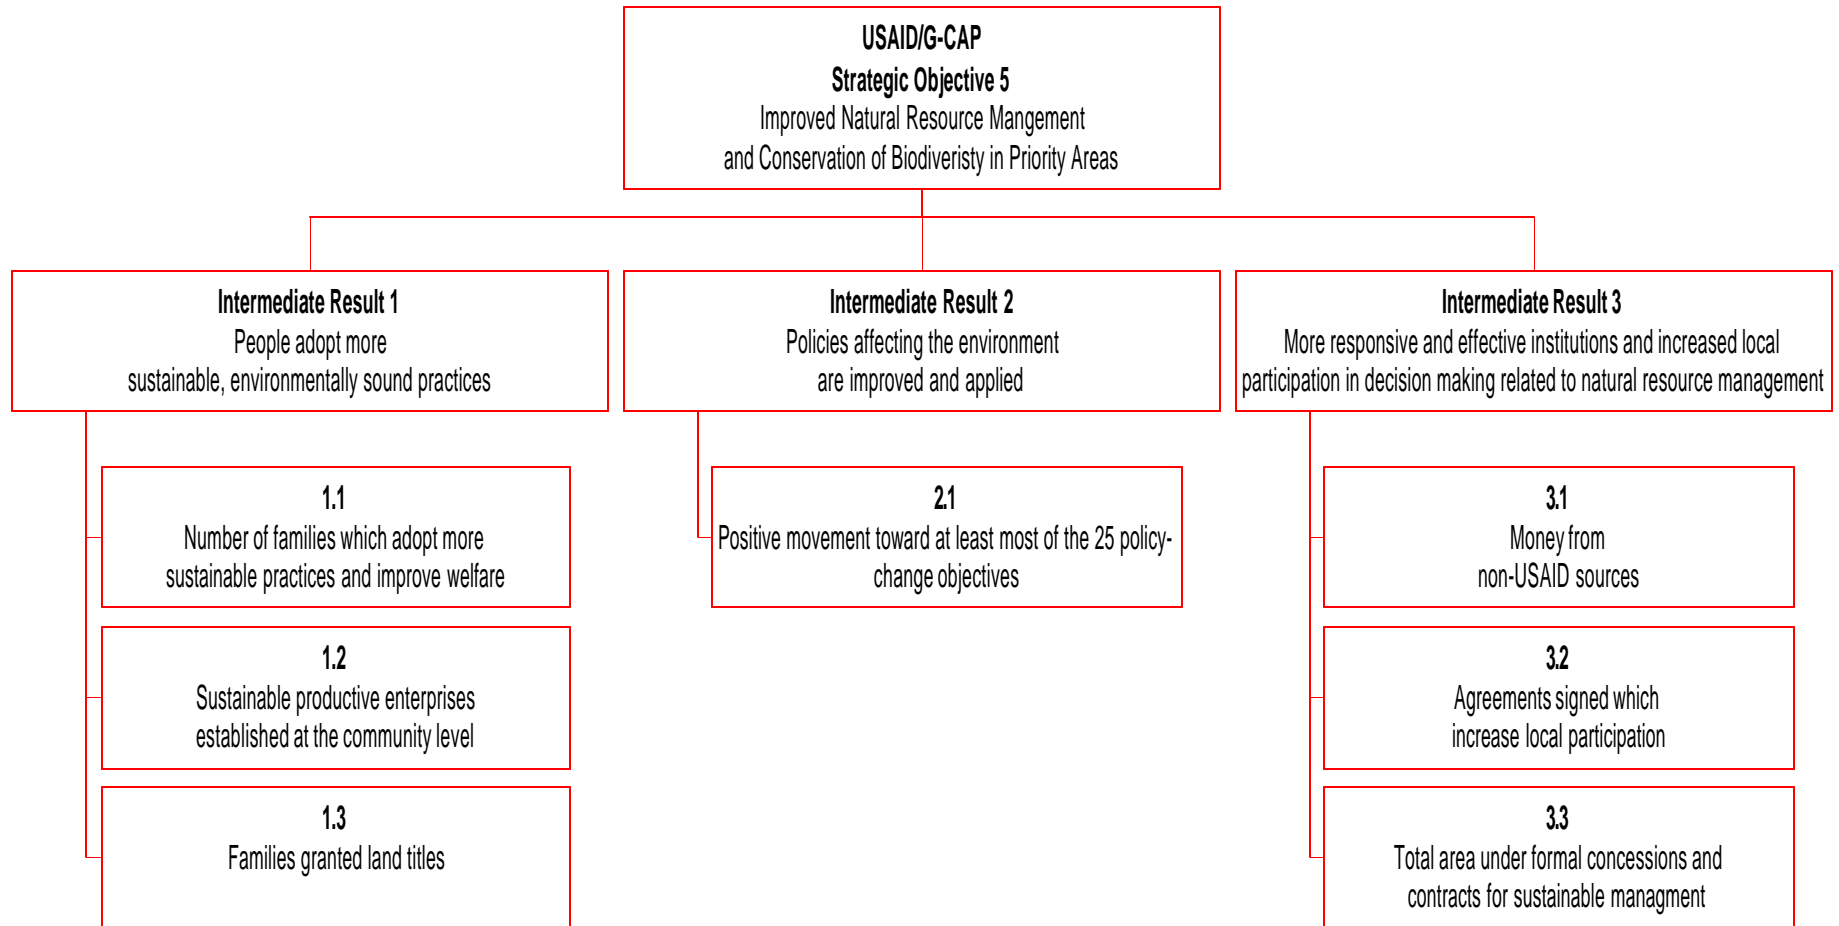 USAID/G-CAP
Strategic Objective 5
Improved Natural Resource Mangement
and Conservation of Biodiveristy in Priority Areas
Intermediate Result 1
People adopt more
sustainable, environmentally sound practices
Intermediate Result 2
Policies affecting the environment
are improved and applied
Intermediate Result 3
More responsive and effective institutions and increased local
participation in decision making related to natural resource management
1.1
Number of families which adopt more
sustainable practices and improve welfare
1.2
Sustainable productive enterprises
established at the community level
1.3
Families granted land titles
2.1
Positive movement toward at least most of the 25 policy-
change objectives
3.1
Money from
non-USAID sources
3.2
Agreements signed which
increase local participation
3.3
Total area under formal concessions and
contracts for sustainable managment